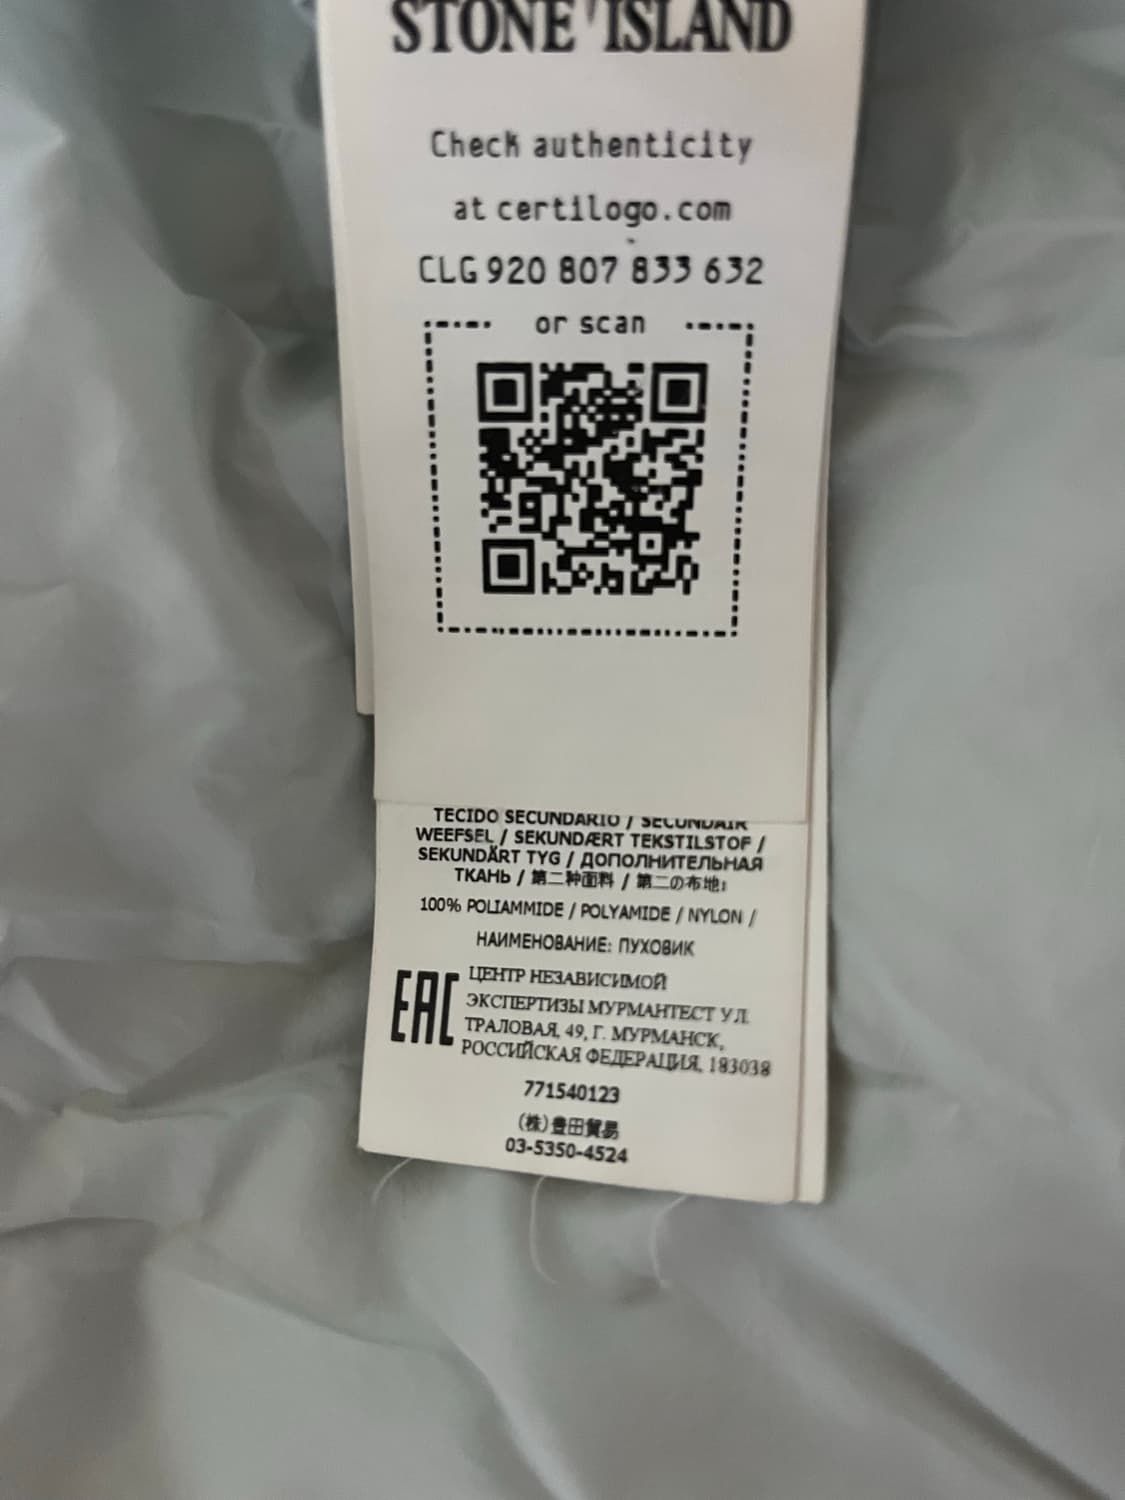 STONE ISLAND
Check authenticity
at certilogo.com
CLG 920 807 833 632
or scan
TECIDO SECUNDÁRIO / SECUNDAIR
WEEFSEL / SEKUNDÆRT TEKSTILSTOF /
SEKUNDÄRT TYG / ДОПОЛНИТЕЛЬНАЯ
ТКАНЬ / 第二种面料 / 第二の布地:
100% POLIAMMIDE / POLYAMIDE / NYLON /
НАИМЕНОВАНИЕ: ПУХОВИК
EAC
ЦЕНТР НЕЗАВИСИМОЙ
ЭКСПЕРТИЗЫ МУРМАНТЕСТ УЛ.
ТРАЛОВАЯ, 49, Г. МУРМАНСК,
РОССИЙСКАЯ ФЕДЕРАЦИЯ, 183038
771540123
(株)豊田貿易
03-5350-4524